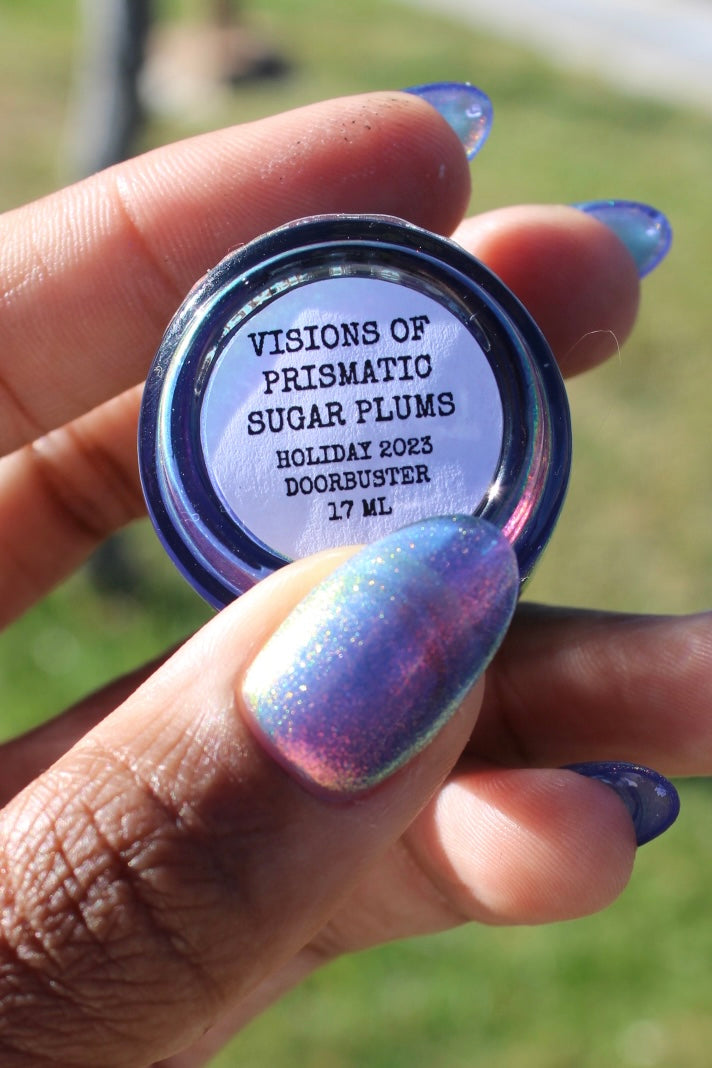 VISIONS OF
PRISMATIC
SUGAR PLUMS
HOLIDAY 2023
DOORBUSTER
17 ML